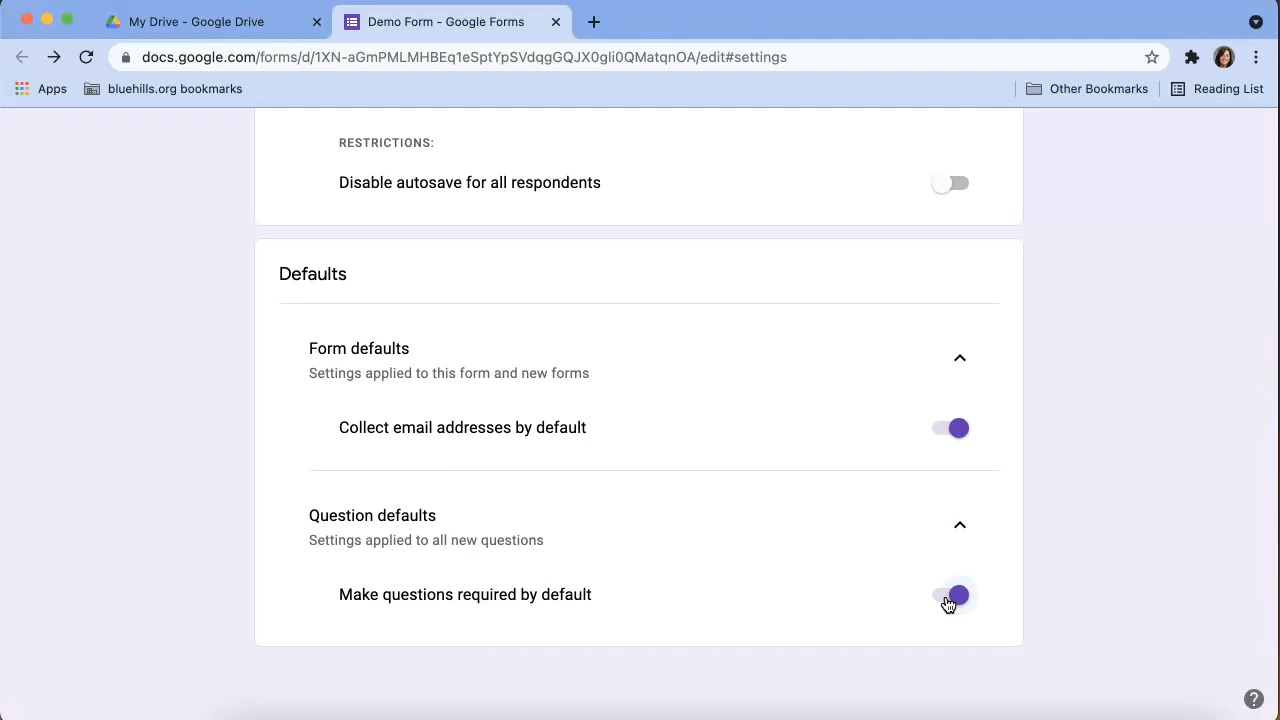 My Drive - Google Drive
Demo Form - Google Forms
docs.google.com/forms/d/1XN-aGmPMLMHBEq1eSptYpSVdqgGQJX0gli0QMatqnOA/edit#settings
Apps
bluehills.org bookmarks
Other Bookmarks
Reading List
RESTRICTIONS:
Disable autosave for all respondents
Defaults
Form defaults
Settings applied to this form and new forms
Collect email addresses by default
Question defaults
Settings applied to all new questions
Make questions required by default